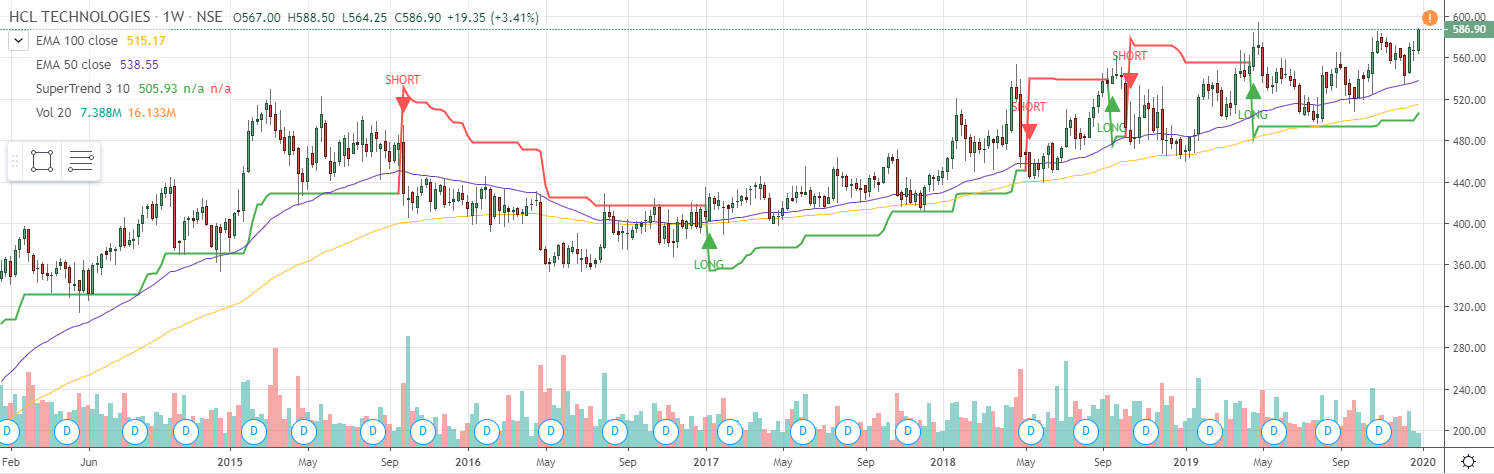 HCL TECHNOLOGIES · 1W · NSE O567.00 H588.50 L564.25 C586.90 +19.35 (+3.41%)
EMA 100 close 515.17
EMA 50 close 538.55
SuperTrend 3 10 505.93 n/a n/a
Vol 20 7.388M 16.133M
SHORT
LONG
SHORT
LONG
SHORT
LONG
!
600.00
586.90
560.00
520.00
480.00
440.00
400.00
360.00
320.00
280.00
240.00
200.00
D D D D D D D D D D D D D D D D D D D D D D
Feb Jun 2015 May Sep 2016 May Sep 2017 May Sep 2018 May Sep 2019 May Sep 2020